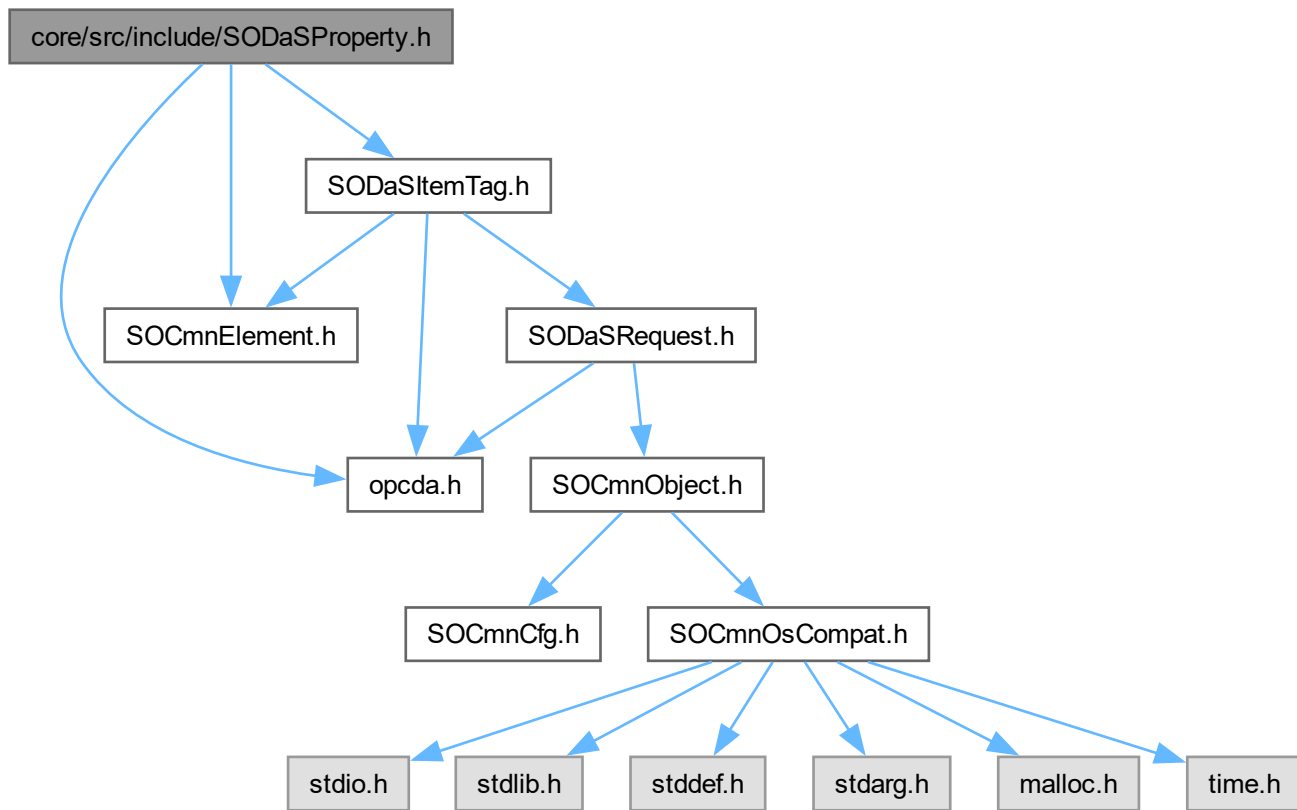 core/src/include/SODaSProperty.h
SODaSItemTag.h
SOCmnElement.h
SODaSRequest.h
opcda.h
SOCmnObject.h
SOCmnCfg.h
SOCmnOsCompat.h
stdio.h
stdlib.h
stddef.h
stdarg.h
malloc.h
time.h